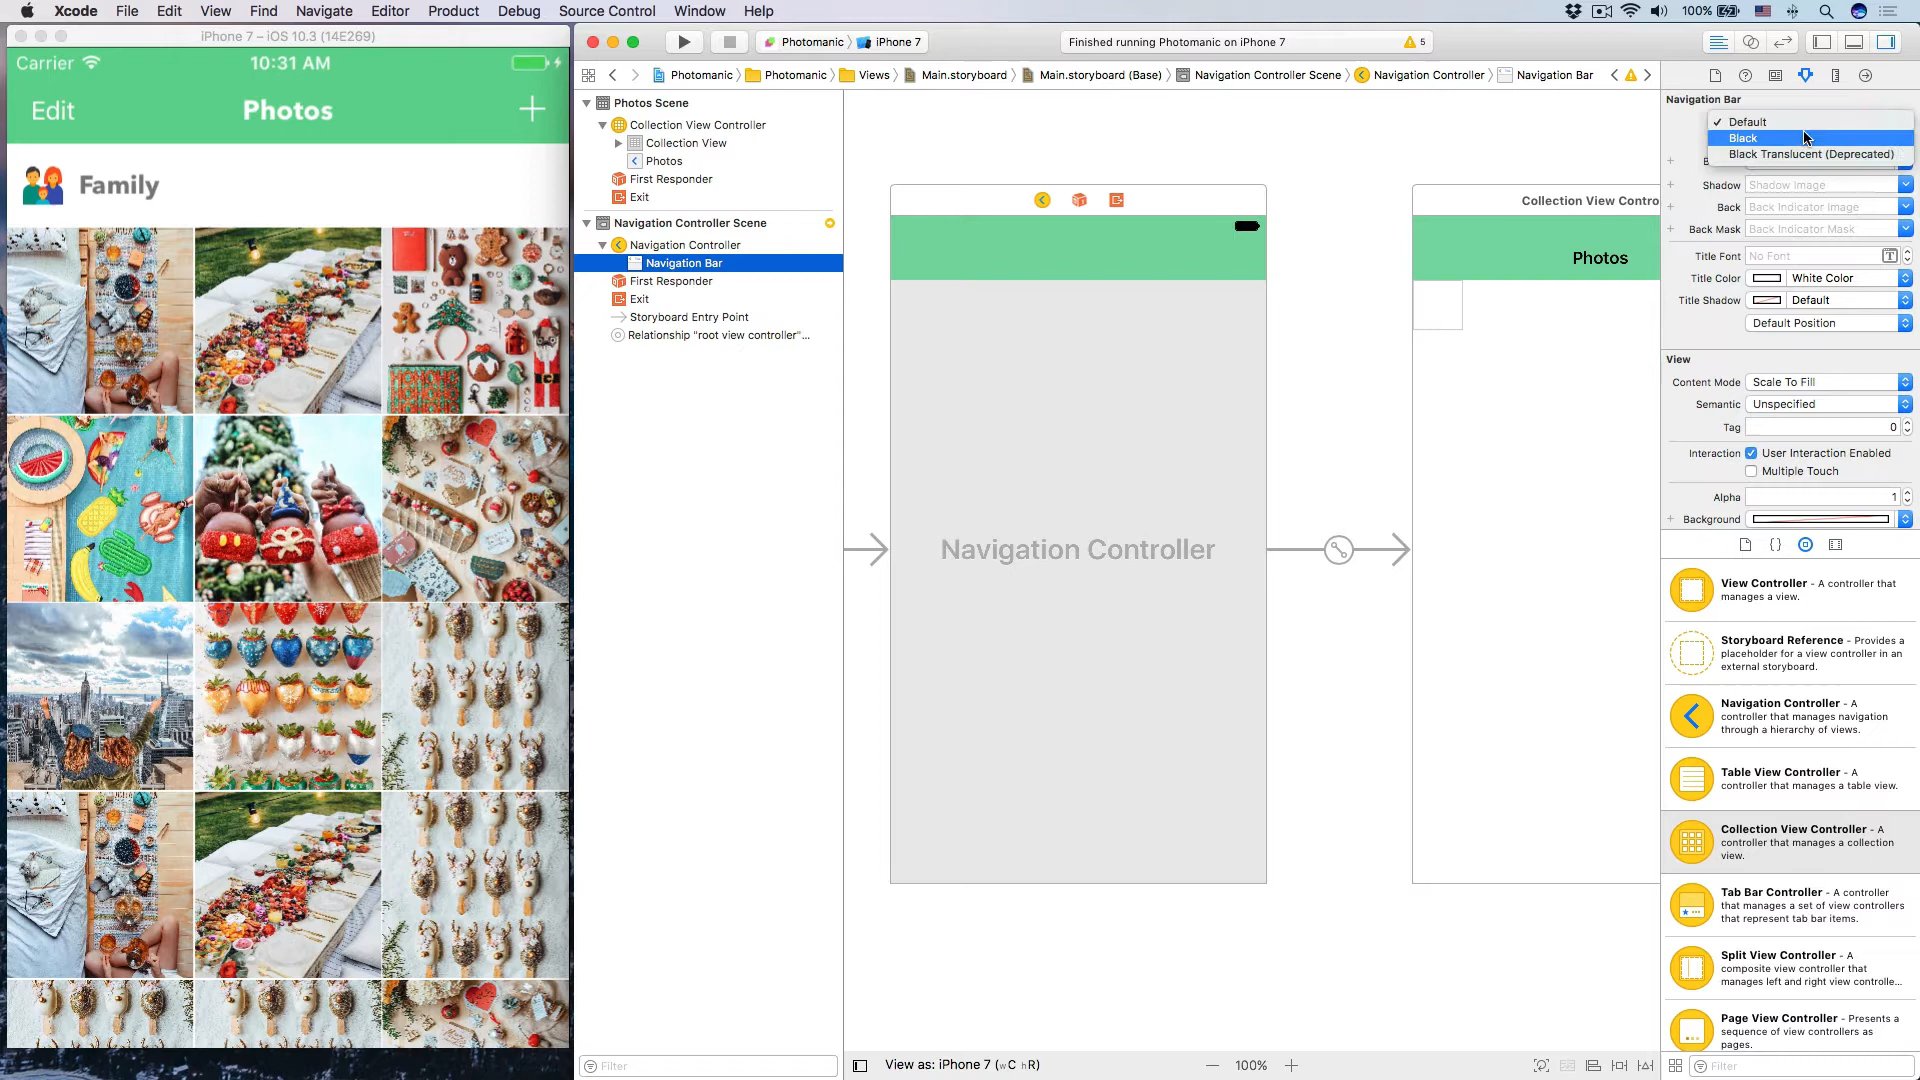 Xcode File Edit View Find Navigate Editor Product Debug Source Control Window Help
100%
iPhone 7 – iOS 10.3 (14E269)
Carrier
10:31 AM
Edit
Photos
Family
Photomanic
iPhone 7
Finished running Photomanic on iPhone 7
5
Photomanic
Photomanic
Views
Main.storyboard
Main.storyboard (Base)
Navigation Controller Scene
Navigation Controller
Navigation Bar
Photos Scene
Collection View Controller
Collection View
Photos
First Responder
Exit
Navigation Controller Scene
Navigation Controller
Navigation Bar
First Responder
Exit
Storyboard Entry Point
Relationship "root view controller"...
Filter
Navigation Controller
Collection View Contro
Photos
View as: iPhone 7 (wC hR)
100%
Navigation Bar
Default
Black
Black Translucent (Deprecated)
Shadow Shadow Image
Back Back Indicator Image
Back Mask Back Indicator Mask
Title Font No Font
Title Color White Color
Title Shadow Default
Default Position
View
Content Mode Scale To Fill
Semantic Unspecified
Tag 0
Interaction User Interaction Enabled
Multiple Touch
Alpha 1
Background
View Controller - A controller that
manages a view.
Storyboard Reference - Provides a
placeholder for a view controller in an
external storyboard.
Navigation Controller - A
controller that manages navigation
through a hierarchy of views.
Table View Controller - A
controller that manages a table view.
Collection View Controller - A
controller that manages a collection
view.
Tab Bar Controller - A controller
that manages a set of view controllers
that represent tab bar items.
Split View Controller - A
composite view controller that
manages left and right view controlle...
Page View Controller - Presents a
sequence of view controllers as
pages.
Filter